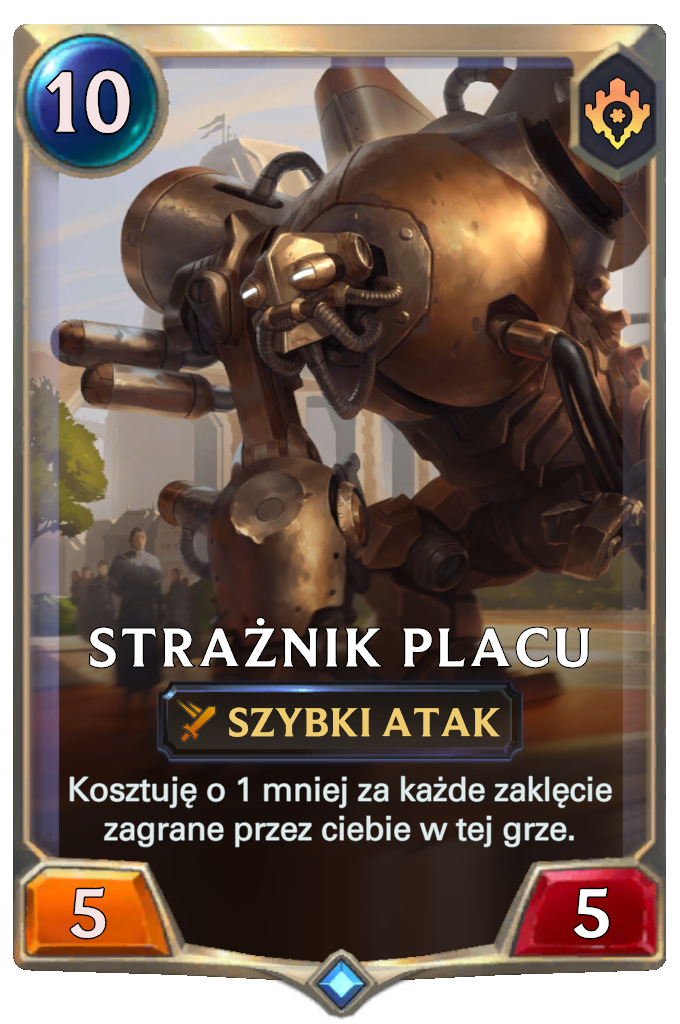 10
STRAŻNIK PLACU
SZYBKI ATAK
Kosztuję o 1 mniej za każde zaklęcie
zagrane przez ciebie w tej grze.
5
5